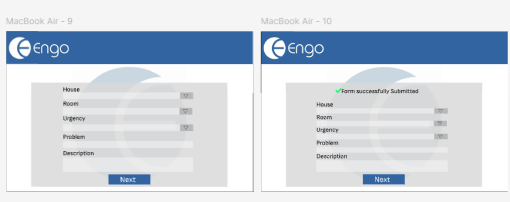 MacBook Air - 9
Engo
House
Room
Urgency
Problem
Description
Next
MacBook Air - 10
Engo
Form successfully Submitted
House
Room
Urgency
Problem
Description
Next